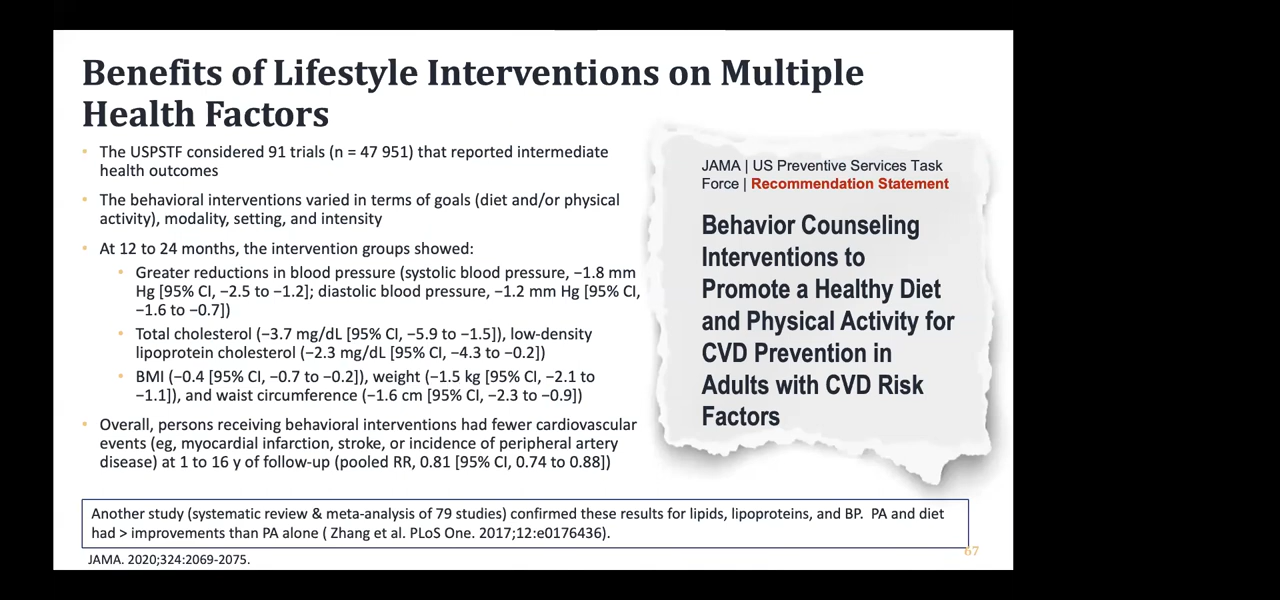 Benefits of Lifestyle Interventions on Multiple
Health Factors
• The USPSTF considered 91 trials (n = 47 951) that reported intermediate
health outcomes
• The behavioral interventions varied in terms of goals (diet and/or physical
activity), modality, setting, and intensity
• At 12 to 24 months, the intervention groups showed:
• Greater reductions in blood pressure (systolic blood pressure, −1.8 mm
Hg [95% CI, −2.5 to −1.2]; diastolic blood pressure, −1.2 mm Hg [95% CI,
−1.6 to −0.7])
• Total cholesterol (−3.7 mg/dL [95% CI, −5.9 to −1.5]), low-density
lipoprotein cholesterol (−2.3 mg/dL [95% CI, −4.3 to −0.2])
• BMI (−0.4 [95% CI, −0.7 to −0.2]), weight (−1.5 kg [95% CI, −2.1 to
−1.1]), and waist circumference (−1.6 cm [95% CI, −2.3 to −0.9])
• Overall, persons receiving behavioral interventions had fewer cardiovascular
events (eg, myocardial infarction, stroke, or incidence of peripheral artery
disease) at 1 to 16 y of follow-up (pooled RR, 0.81 [95% CI, 0.74 to 0.88])
JAMA | US Preventive Services Task
Force | Recommendation Statement
Behavior Counseling
Interventions to
Promote a Healthy Diet
and Physical Activity for
CVD Prevention in
Adults with CVD Risk
Factors
Another study (systematic review & meta-analysis of 79 studies) confirmed these results for lipids, lipoproteins, and BP.  PA and diet
had > improvements than PA alone ( Zhang et al. PLoS One. 2017;12:e0176436).
67
JAMA. 2020;324:2069-2075.